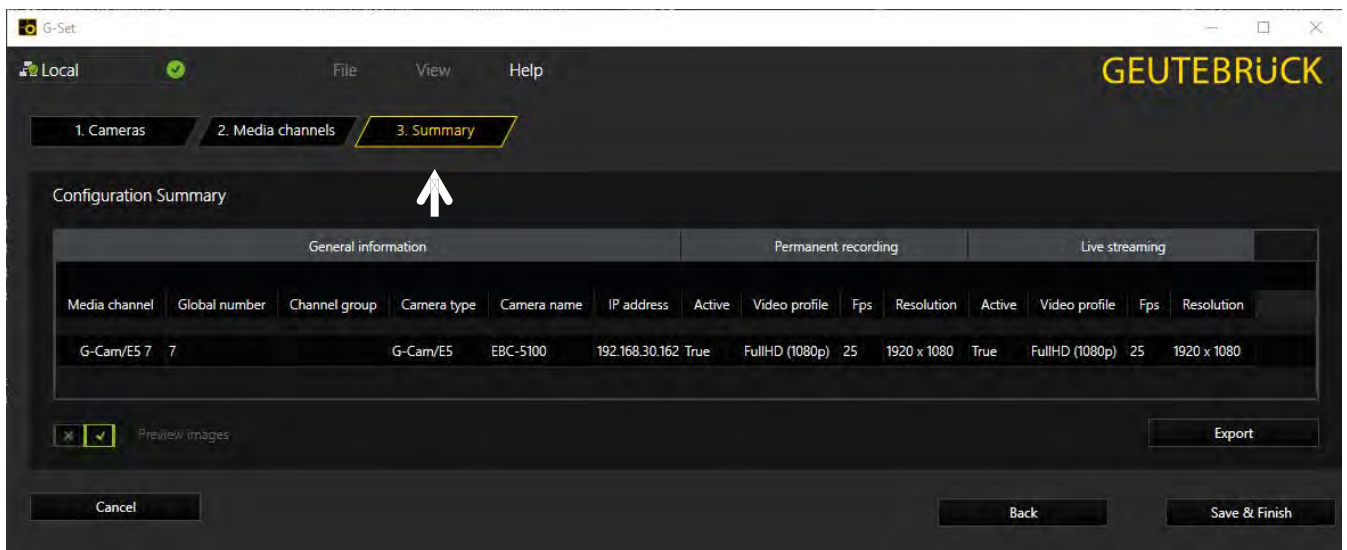 G-Set
Local File View Help GEUTEBRÜCK
1. Cameras 2. Media channels 3. Summary
Configuration Summary
General information Permanent recording Live streaming
Media channel Global number Channel group Camera type Camera name IP address Active Video profile Fps Resolution Active Video profile Fps Resolution
G-Cam/E5 7 7 G-Cam/E5 EBC-5100 192.168.30.162 True FullHD (1080p) 25 1920 x 1080 True FullHD (1080p) 25 1920 x 1080
Preview images Export
Cancel Back Save & Finish